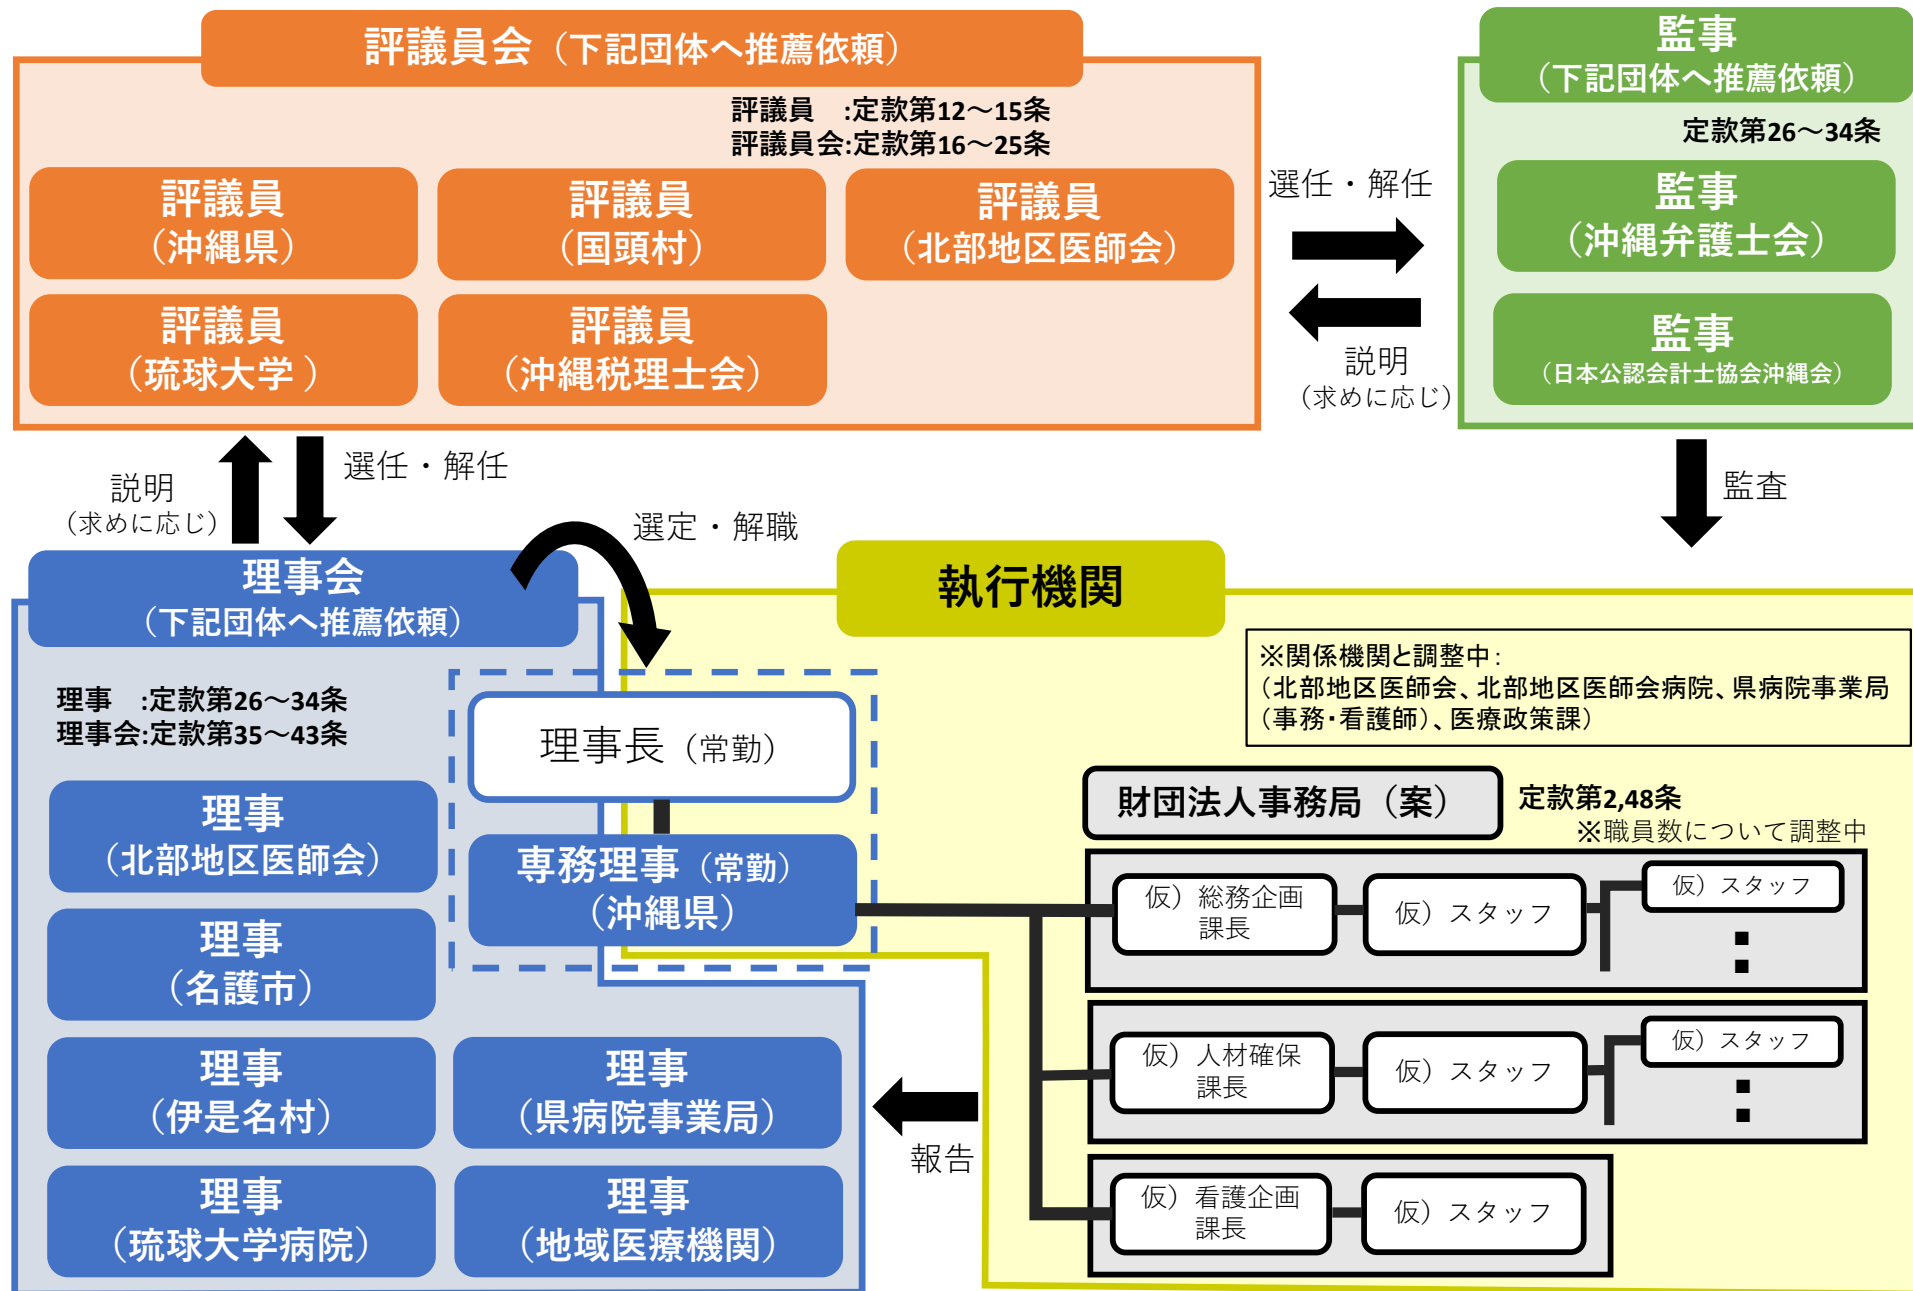 評議員会（下記団体へ推薦依頼）
評議員　:定款第12～15条
評議員会:定款第16～25条
評議員
（沖縄県）
評議員
（国頭村）
評議員
（北部地区医師会）
評議員
（琉球大学 ）
評議員
（沖縄税理士会）
選任・解任
説明
（求めに応じ）
監事
（下記団体へ推薦依頼）
定款第26～34条
監事
（沖縄弁護士会）
監事
（日本公認会計士協会沖縄会）
監査
説明
（求めに応じ）
選任・解任
選定・解職
理事会
（下記団体へ推薦依頼）
理事　:定款第26～34条
理事会:定款第35～43条
理事長（常勤）
専務理事（常勤）
（沖縄県）
理事
（北部地区医師会）
理事
（名護市）
理事
（伊是名村）
理事
（県病院事業局）
理事
（琉球大学病院）
理事
（地域医療機関）
報告
執行機関
※関係機関と調整中：
（北部地区医師会、北部地区医師会病院、県病院事業局
（事務・看護師）、医療政策課）
財団法人事務局（案）
定款第2,48条
※職員数について調整中
仮）総務企画
課長
仮）スタッフ
仮）スタッフ
仮）人材確保
課長
仮）スタッフ
仮）スタッフ
仮）看護企画
課長
仮）スタッフ